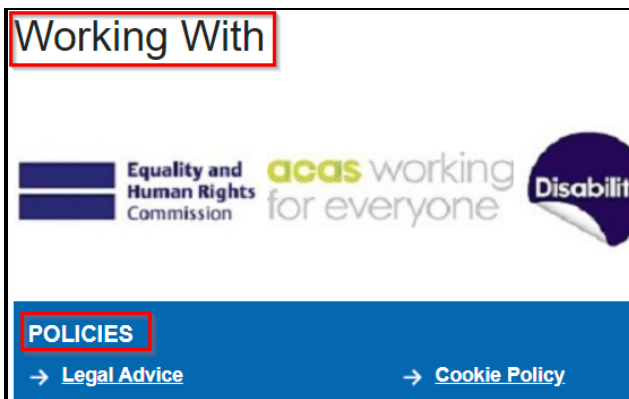 Working With
Equality and
Human Rights
Commission
acas working
for everyone
POLICIES
→ Legal Advice
→ Cookie Policy